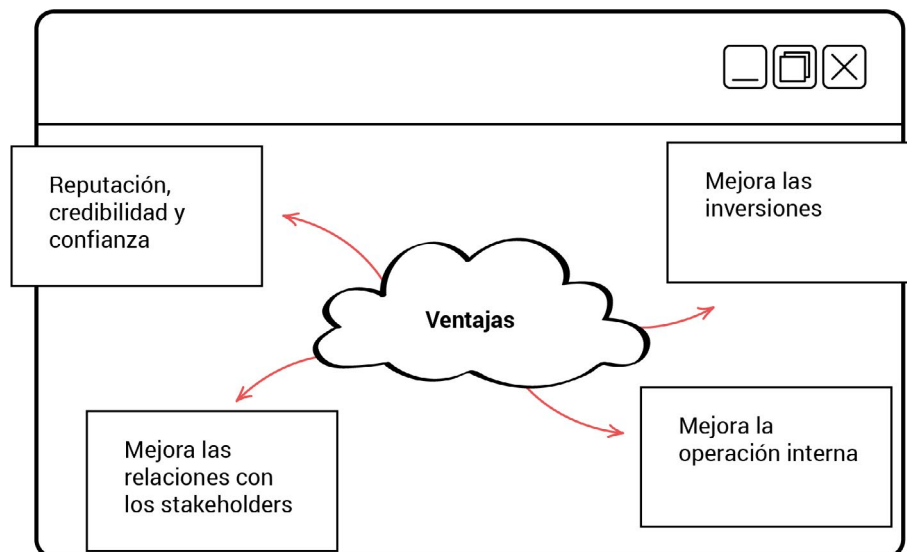 Reputación,
credibilidad y
confianza
Mejora las
inversiones
Ventajas
Mejora las
relaciones con
los stakeholders
Mejora la
operación interna